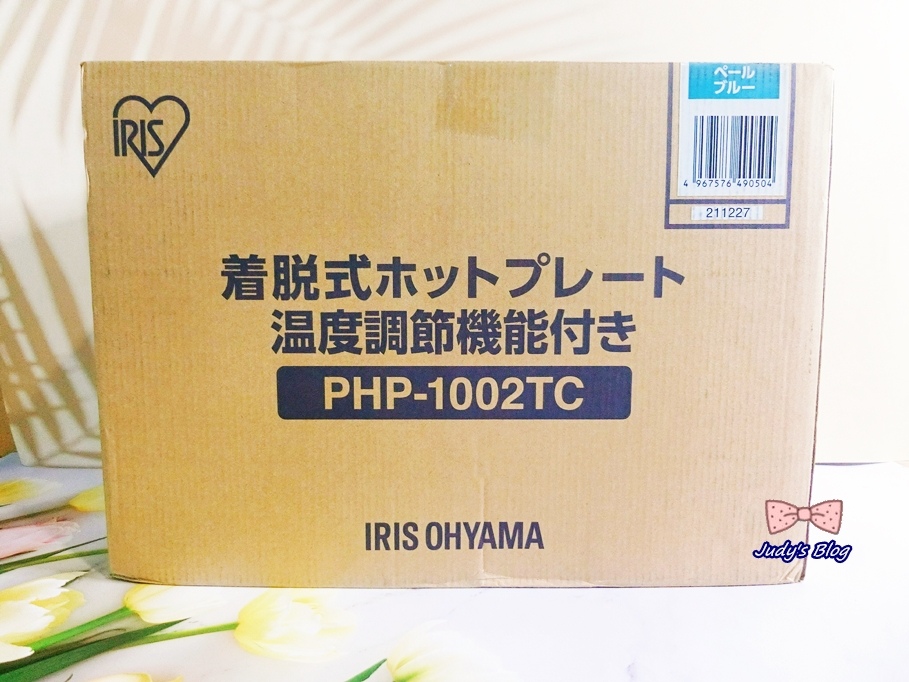 IRIS
ペール
ブルー
4 967576 490504
211227
着脱式ホットプレート
温度調節機能付き
PHP-1002TC
IRIS OHYAMA
Judy's Blog